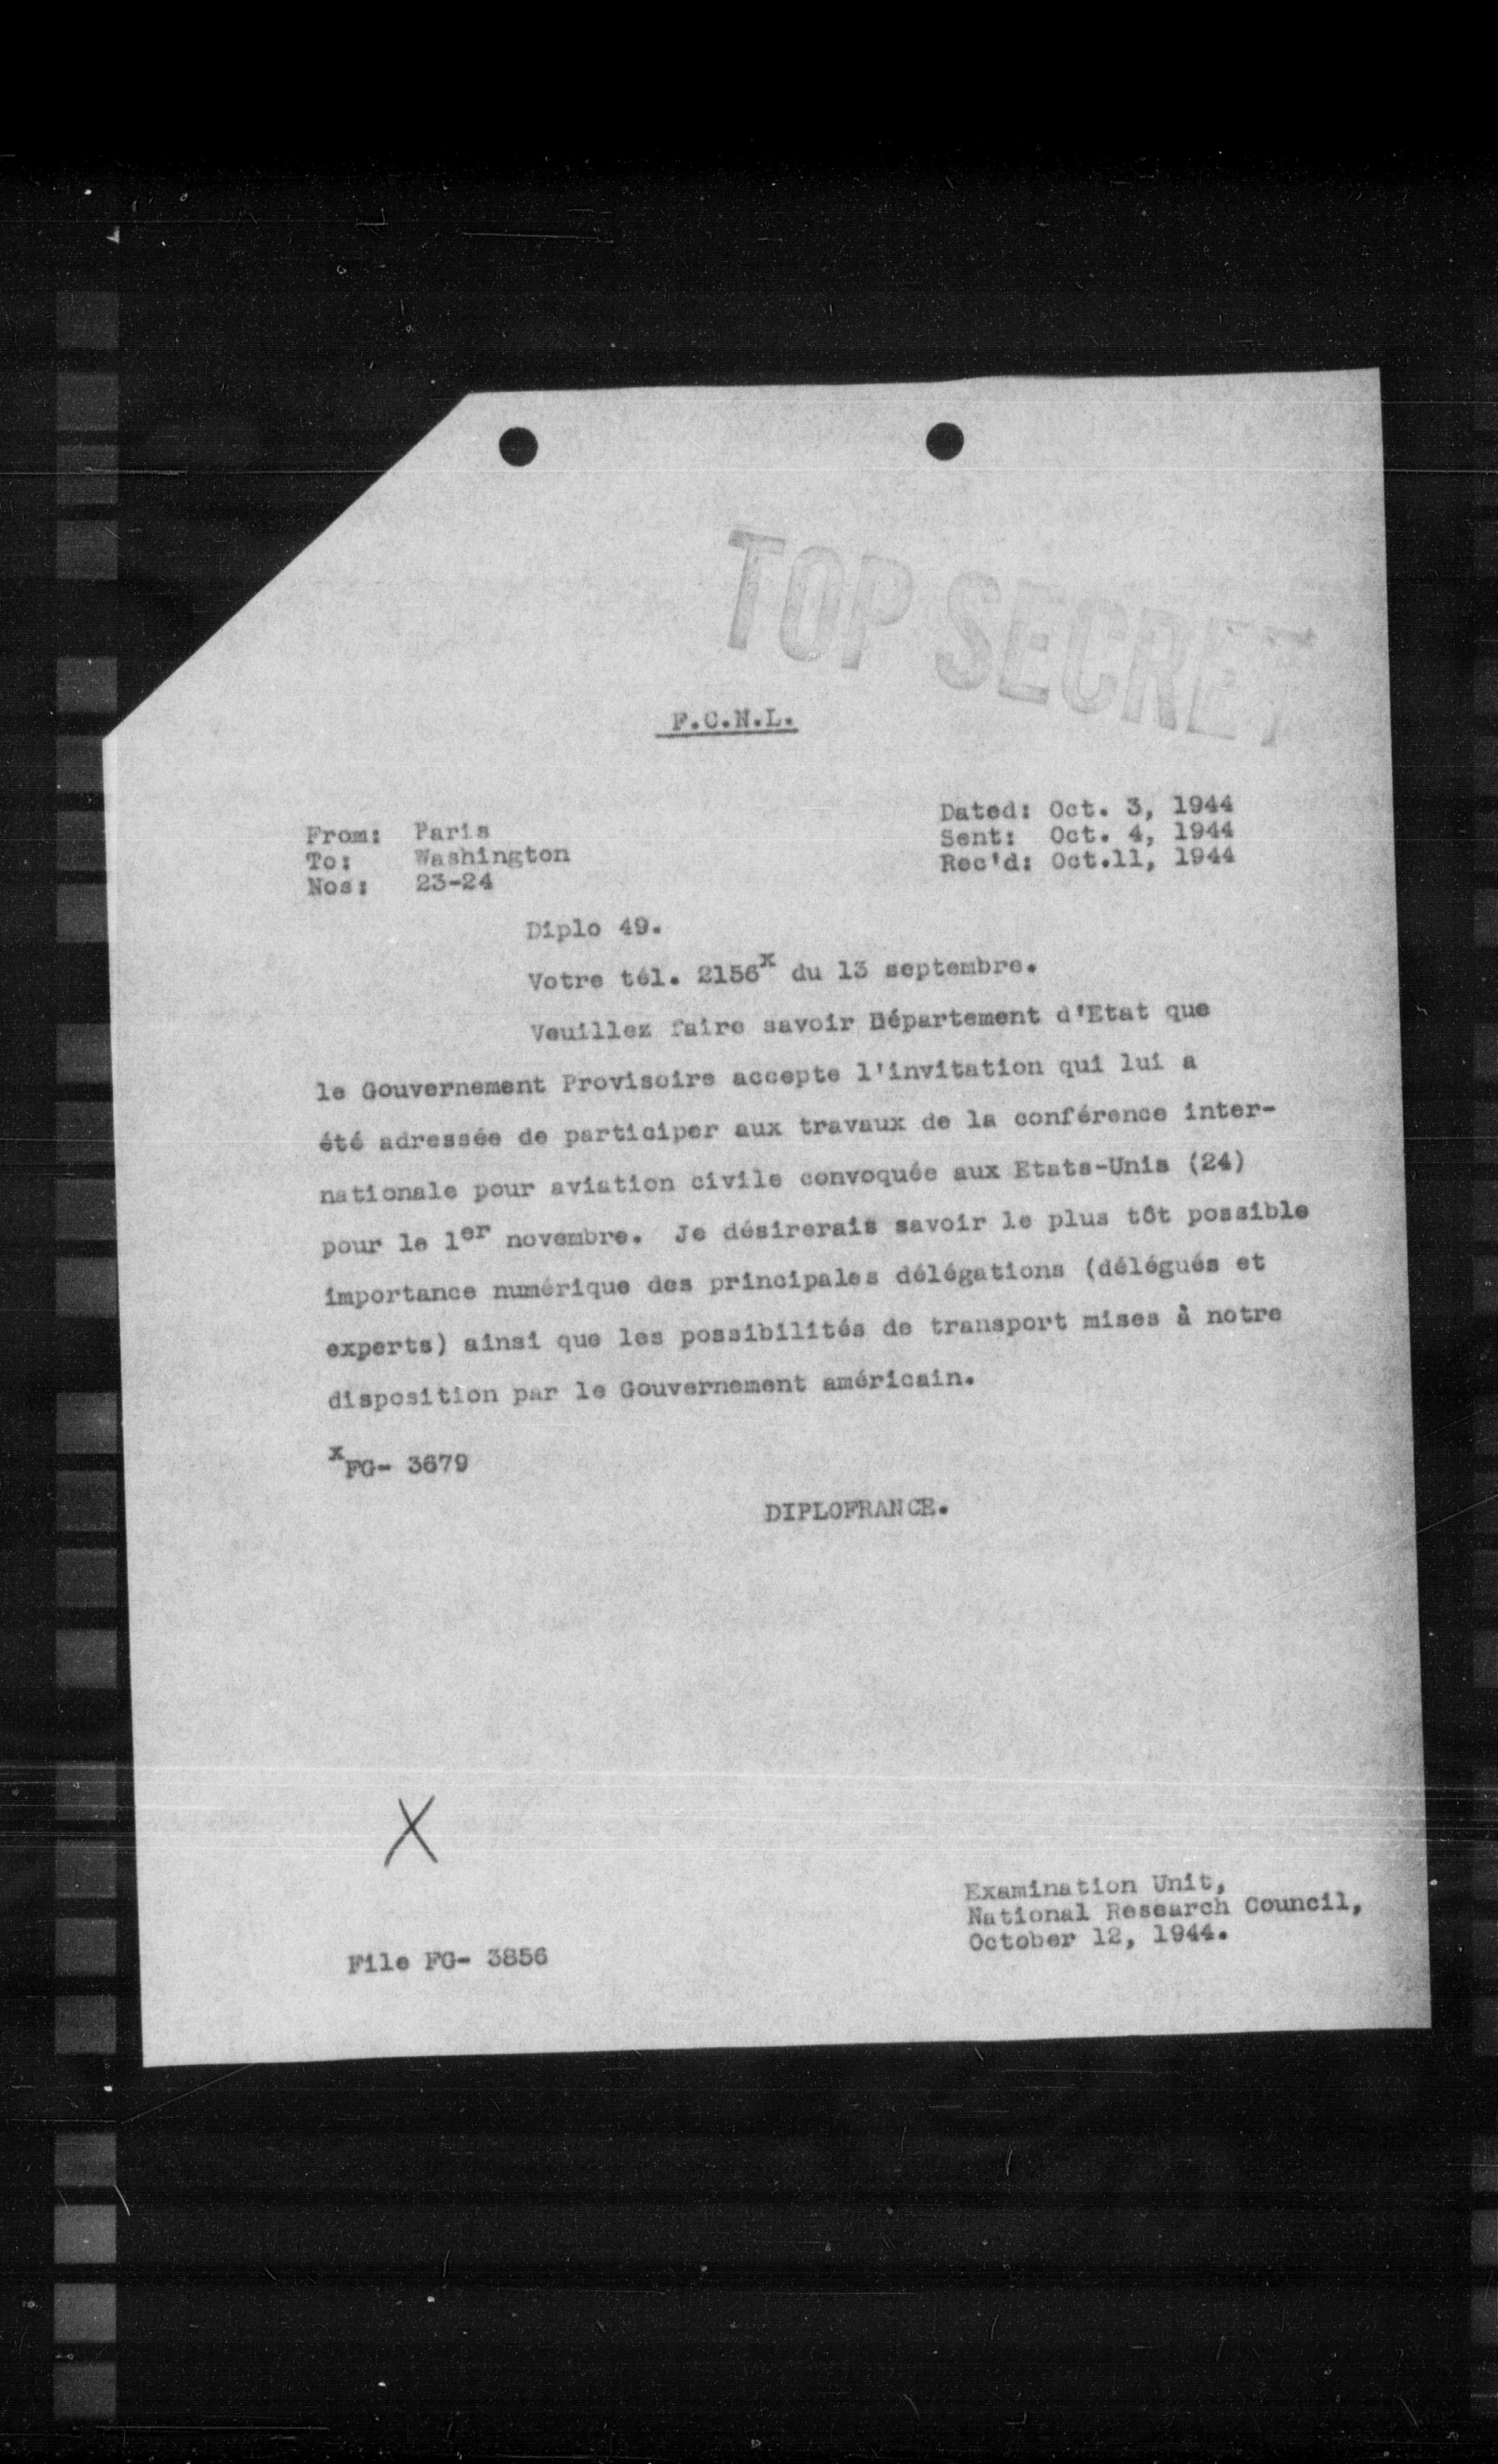 TOP SECRET
F.C.N.L.
From: Paris
To: Washington
Nos: 23-24
Dated: Oct. 3, 1944
Sent: Oct. 4, 1944
Rec'd: Oct.11, 1944
Diplo 49.
Votre tél. 2156x du 13 septembre.
Veuillez faire savoir Département d'Etat que
le Gouvernement Provisoire accepte l'invitation qui lui a
été adressée de participer aux travaux de la conférence inter-
nationale pour aviation civile convoquée aux Etats-Unis (24)
pour le 1er novembre. Je désirerais savoir le plus tôt possible
importance numérique des principales délégations (délégués et
experts) ainsi que les possibilités de transport mises à notre
disposition par le Gouvernement américain.
xFG- 3679
DIPLOFRANCE.
X
Examination Unit,
National Research Council,
October 12, 1944.
File FG- 3856